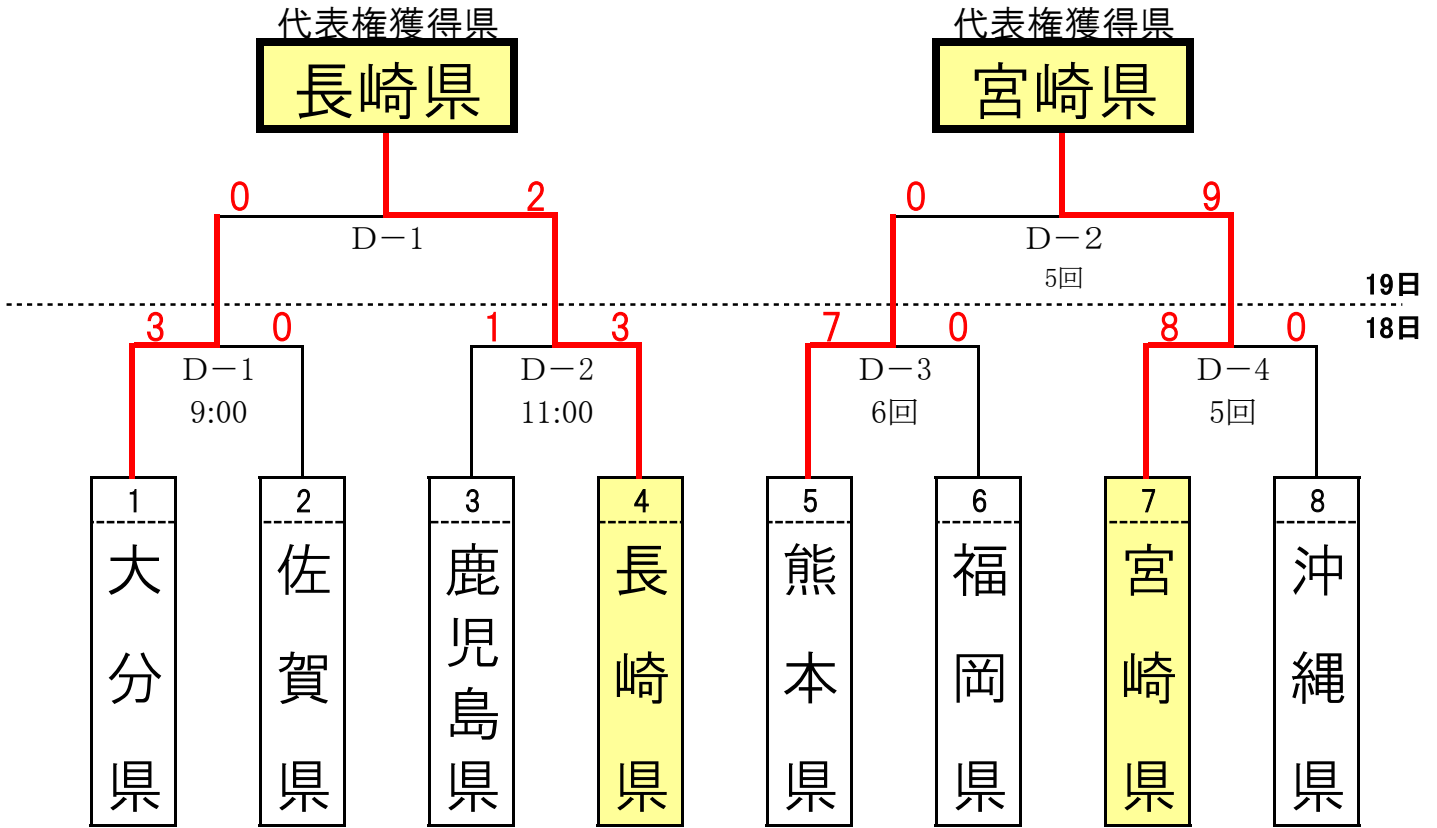 代表権獲得県 代表権獲得県
長崎県 宮崎県
0 2 0 9
D－1 D－2
5回
19日
18日
3 0 1 3 7 0 8 0
D－1 D－2 D－3 D－4
9:00 11:00 6回 5回
1 2 3 4 5 6 7 8
大分県
佐賀県
鹿児島県
長崎県
熊本県
福岡県
宮崎県
沖縄県